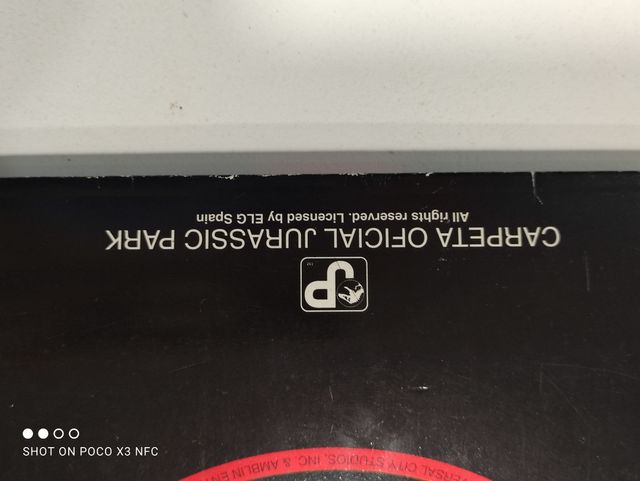 CITY STUDIOS, INC. & AMBLIN
JP
CARPETA OFICIAL JURASSIC PARK
All rights reserved. Licensed by ELG Spain
SHOT ON POCO X3 NFC